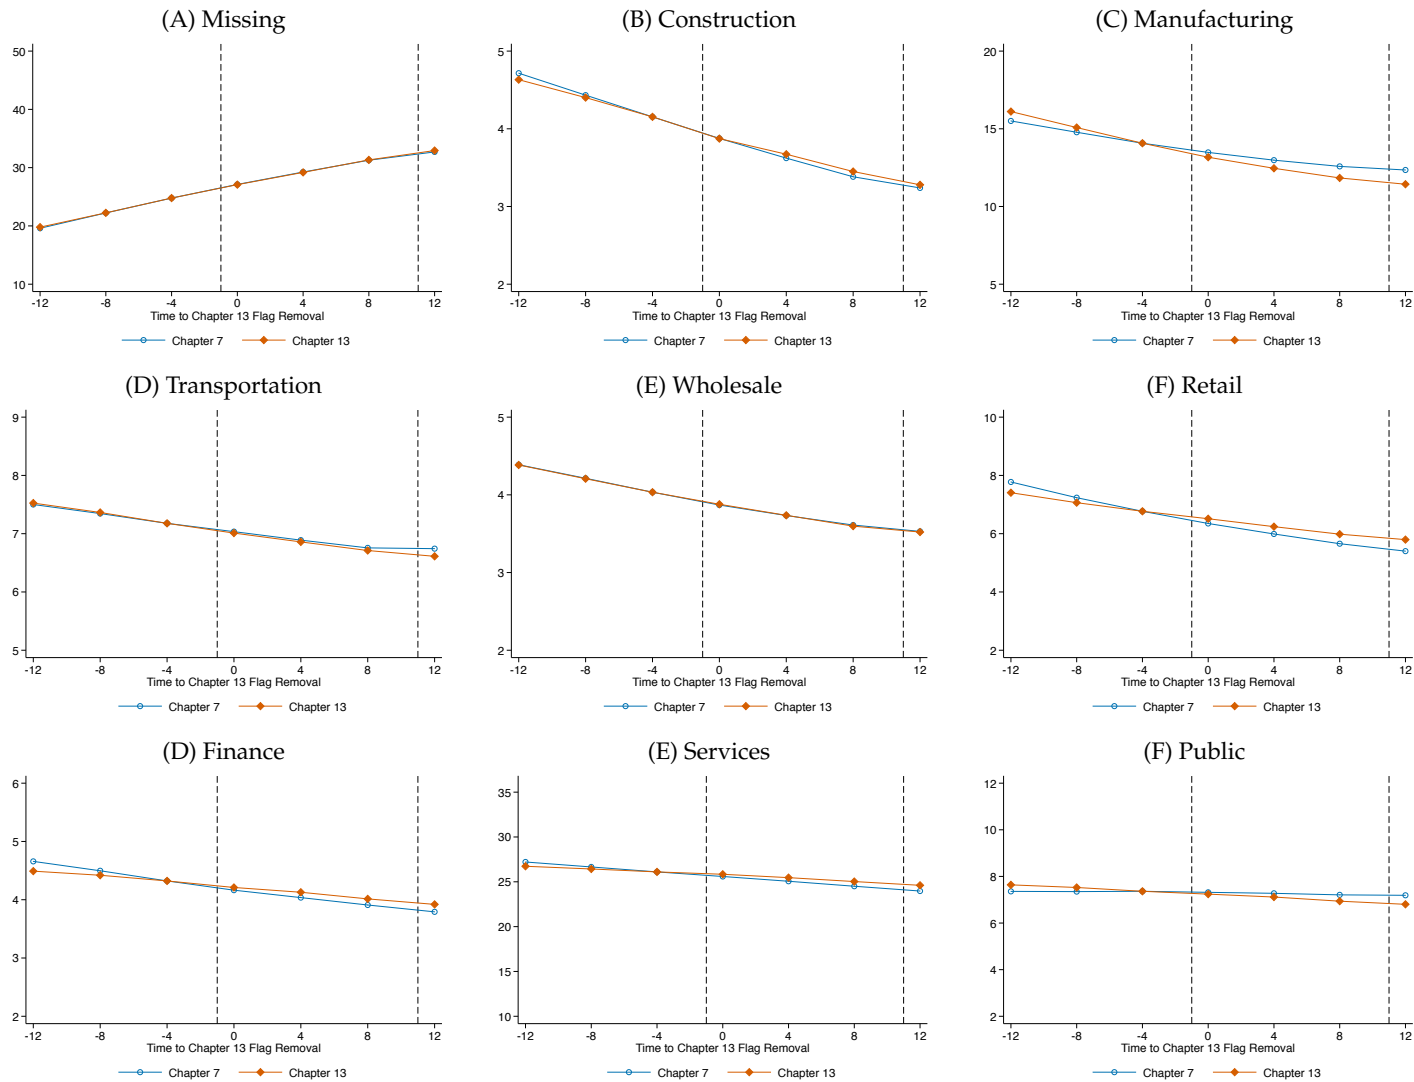 (A) Missing
50
40
30
20
10
-12 -8 -4 0 4 8 12
Time to Chapter 13 Flag Removal
Chapter 7 Chapter 13
(B) Construction
5
4
3
2
-12 -8 -4 0 4 8 12
Time to Chapter 13 Flag Removal
Chapter 7 Chapter 13
(C) Manufacturing
20
15
10
5
-12 -8 -4 0 4 8 12
Time to Chapter 13 Flag Removal
Chapter 7 Chapter 13
(D) Transportation
9
8
7
6
5
-12 -8 -4 0 4 8 12
Time to Chapter 13 Flag Removal
Chapter 7 Chapter 13
(E) Wholesale
5
4
3
2
-12 -8 -4 0 4 8 12
Time to Chapter 13 Flag Removal
Chapter 7 Chapter 13
(F) Retail
10
8
6
4
2
-12 -8 -4 0 4 8 12
Time to Chapter 13 Flag Removal
Chapter 7 Chapter 13
(D) Finance
6
5
4
3
2
-12 -8 -4 0 4 8 12
Time to Chapter 13 Flag Removal
Chapter 7 Chapter 13
(E) Services
35
30
25
20
15
10
-12 -8 -4 0 4 8 12
Time to Chapter 13 Flag Removal
Chapter 7 Chapter 13
(F) Public
12
10
8
6
4
2
-12 -8 -4 0 4 8 12
Time to Chapter 13 Flag Removal
Chapter 7 Chapter 13